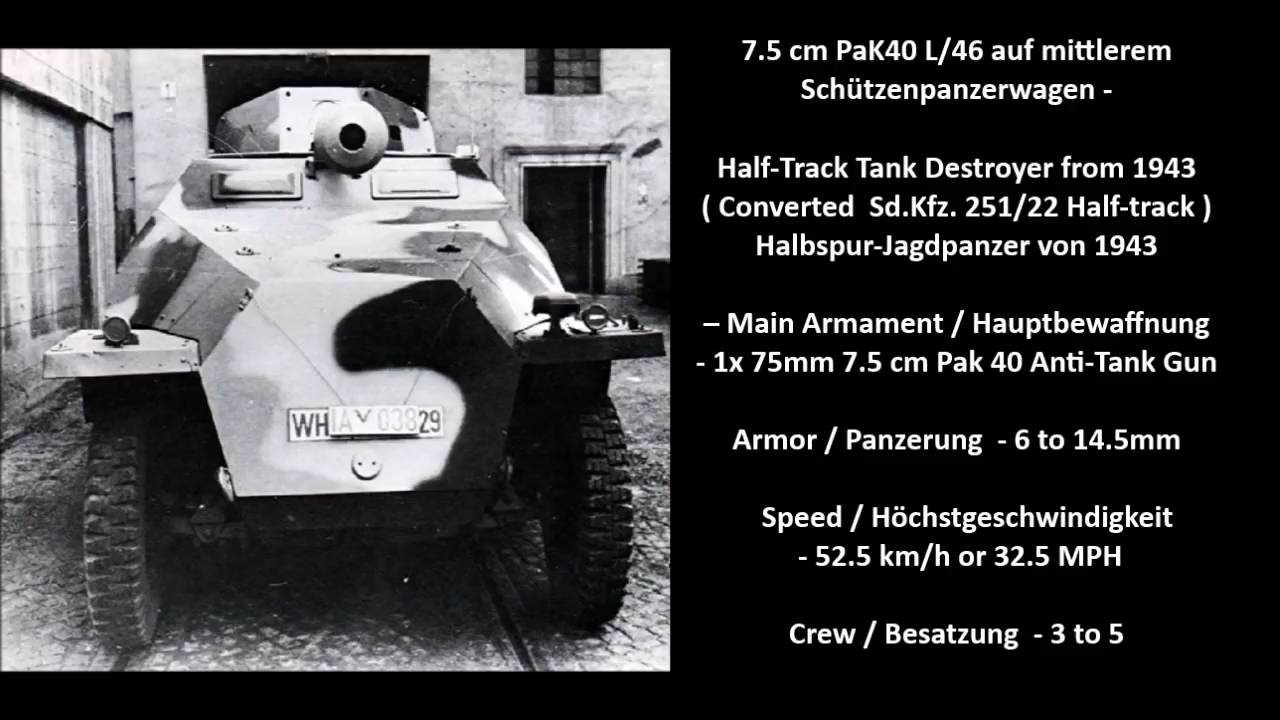 7.5 cm PaK40 L/46 auf mittlerem
Schützenpanzerwagen -
Half-Track Tank Destroyer from 1943
( Converted  Sd.Kfz. 251/22 Half-track )
Halbspur-Jagdpanzer von 1943
– Main Armament / Hauptbewaffnung
- 1x 75mm 7.5 cm Pak 40 Anti-Tank Gun
Armor / Panzerung  - 6 to 14.5mm
Speed / Höchstgeschwindigkeit
- 52.5 km/h or 32.5 MPH
Crew / Besatzung  - 3 to 5
WH 29